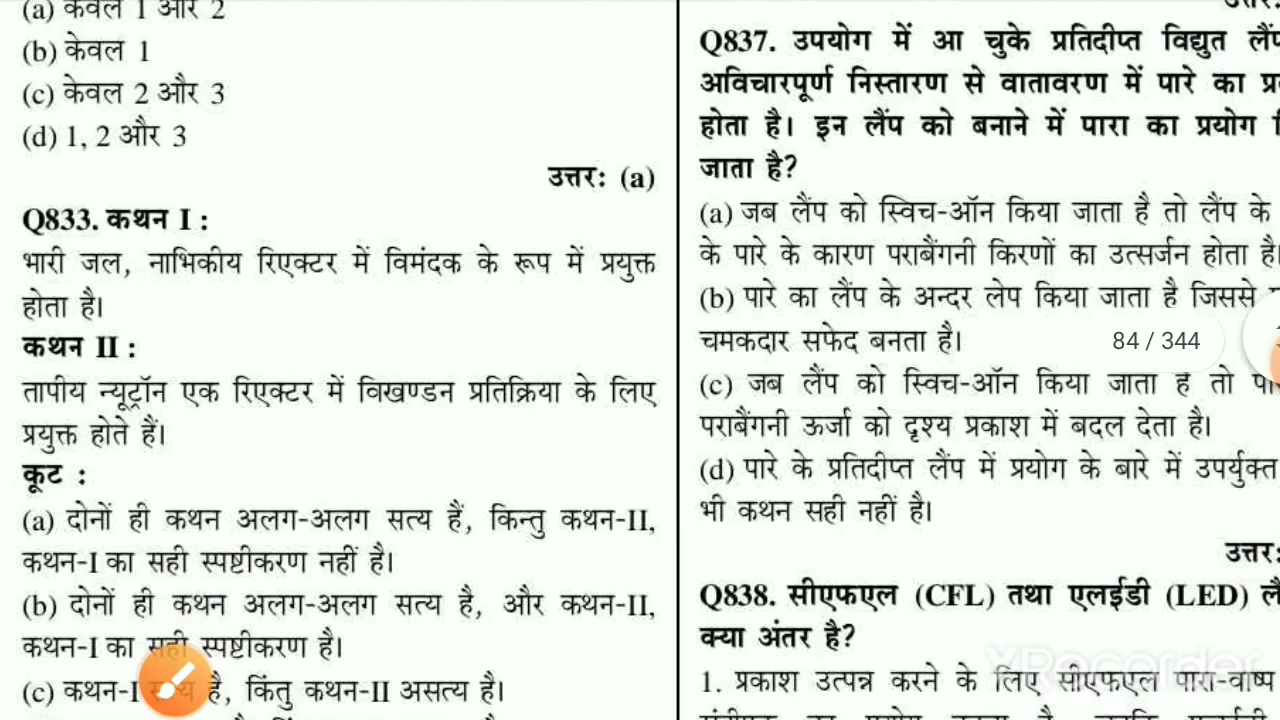 (a) केवल 1 और 2
(b) केवल 1
(c) केवल 2 और 3
(d) 1, 2 और 3
उत्तरः (a)
Q833. कथन I :
भारी जल, नाभिकीय रिएक्टर में विमंदक के रूप में प्रयुक्त
होता है।
कथन II :
तापीय न्यूट्रॉन एक रिएक्टर में विखण्डन प्रतिक्रिया के लिए
प्रयुक्त होते हैं।
कूट :
(a) दोनों ही कथन अलग-अलग सत्य हैं, किन्तु कथन-II,
कथन-I का सही स्पष्टीकरण नहीं है।
(b) दोनों ही कथन अलग-अलग सत्य है, और कथन-II,
कथन-I का सही स्पष्टीकरण है।
(c) कथन-I है, किंतु कथन-II असत्य है।
Q837. उपयोग में आ चुके प्रतिदीप्त विद्युत
अविचारपूर्ण निस्तारण से वातावरण में पारे का
होता है। इन लैंप को बनाने में पारा का प्रयोग
जाता है?
(a) जब लैंप को स्विच-ऑन किया जाता है तो लैंप के
के पारे के कारण पराबैंगनी किरणों का उत्सर्जन होता है
(b) पारे का लैंप के अन्दर लेप किया जाता है जिससे
चमकदार सफेद बनता है।
84 / 344
(c) जब लैंप को स्विच-ऑन किया जाता है तो
पराबैंगनी ऊर्जा को दृश्य प्रकाश में बदल देता है।
(d) पारे के प्रतिदीप्त लैंप में प्रयोग के बारे में उपर्युक्त
भी कथन सही नहीं है।
उत्तरः
Q838. सीएफएल (CFL) तथा एलईडी (LED)
क्या अंतर है?
1. प्रकाश उत्पन्न करने के लिए सीएफएल पारा-वाष्प
XRecorder